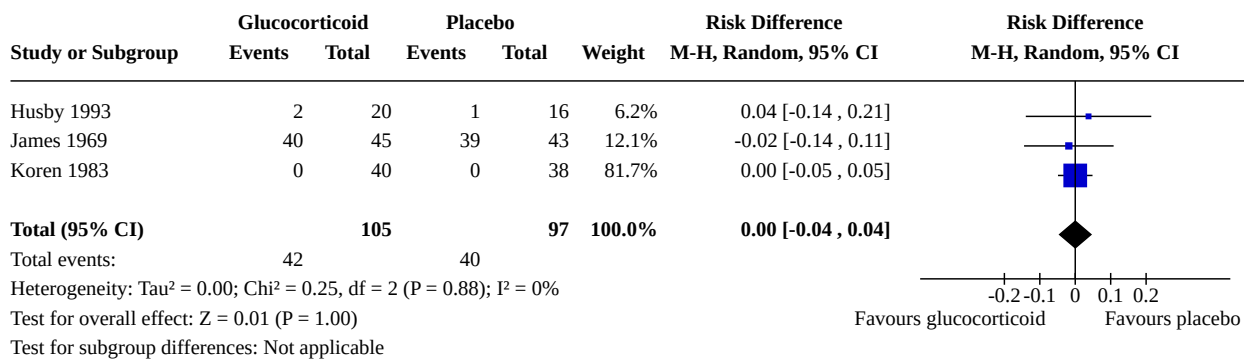 Glucocorticoid Placebo Risk Difference Risk Difference
Study or Subgroup Events Total Events Total Weight M-H, Random, 95% CI M-H, Random, 95% CI
Husby 1993 2 20 1 16 6.2% 0.04 [-0.14 , 0.21]
James 1969 40 45 39 43 12.1% -0.02 [-0.14 , 0.11]
Koren 1983 0 40 0 38 81.7% 0.00 [-0.05 , 0.05]
Total (95% CI) 105 97 100.0% 0.00 [-0.04 , 0.04]
Total events: 42 40
Heterogeneity: Tau² = 0.00; Chi² = 0.25, df = 2 (P = 0.88); I² = 0%
-0.2 -0.1 0 0.1 0.2
Test for overall effect: Z = 0.01 (P = 1.00) Favours glucocorticoid Favours placebo
Test for subgroup differences: Not applicable